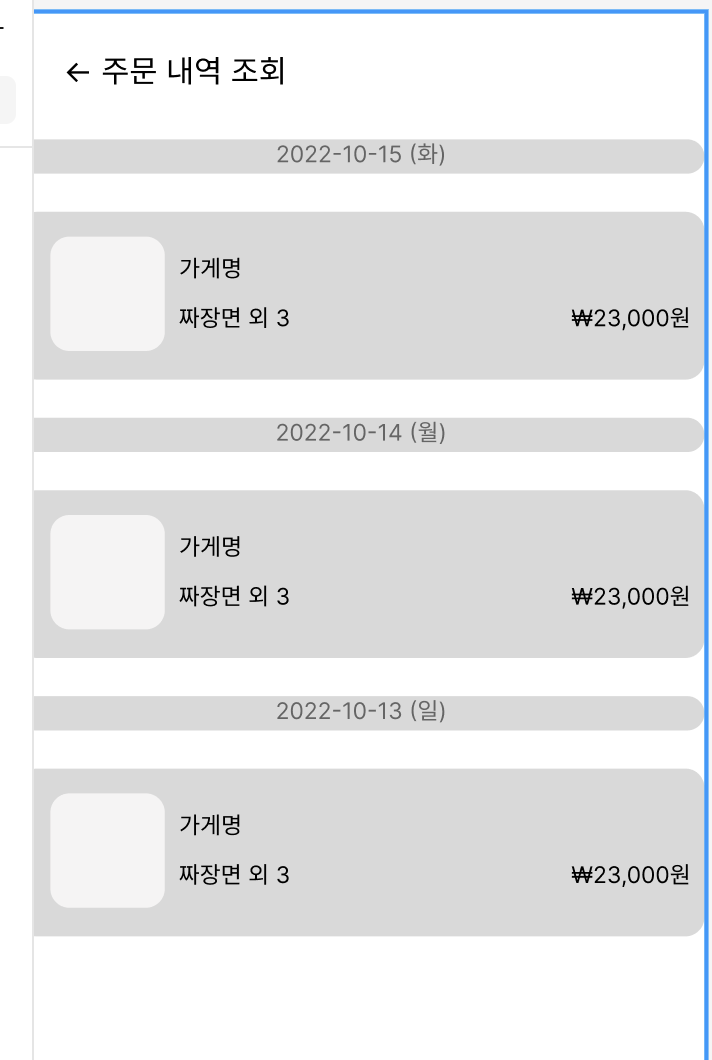 ← 주문 내역 조회
2022-10-15 (화)
가게명
짜장면 외 3 ₩23,000원
2022-10-14 (월)
가게명
짜장면 외 3 ₩23,000원
2022-10-13 (일)
가게명
짜장면 외 3 ₩23,000원